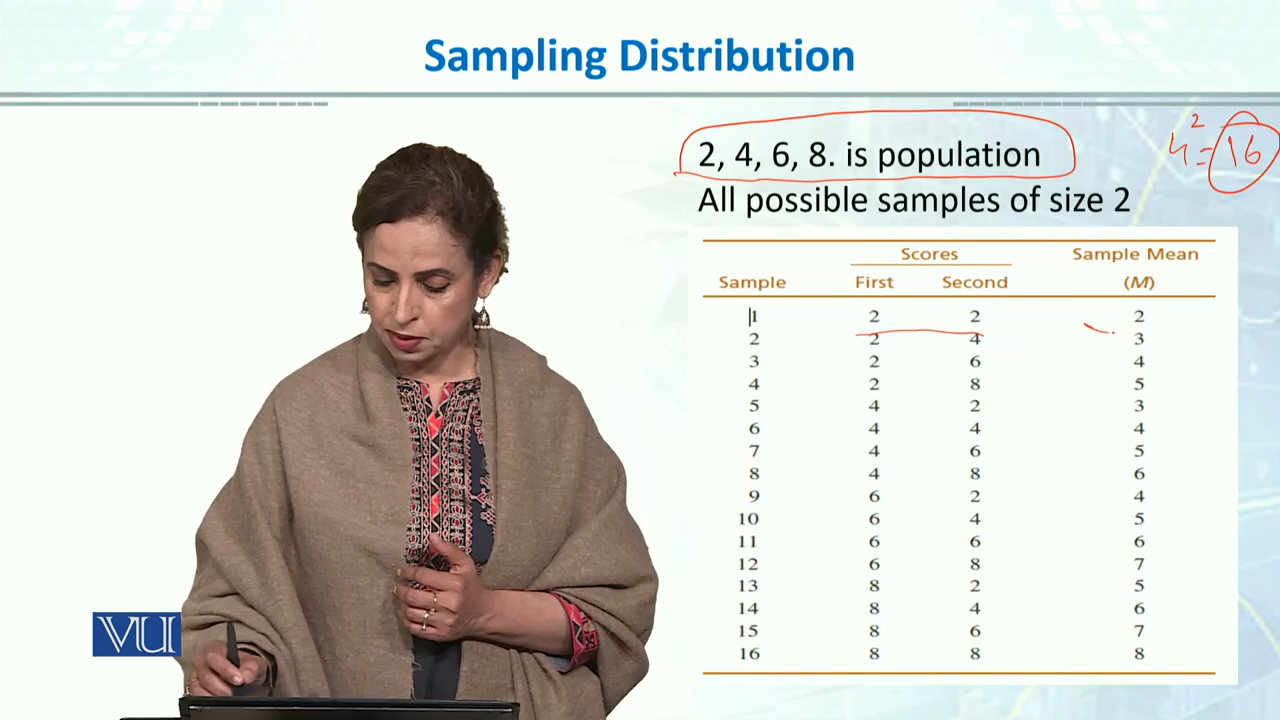 Sampling Distribution
2, 4, 6, 8. is population
4² = 16
All possible samples of size 2
Scores Sample Mean
Sample First Second (M)
1 2 2 2
2 2 4 3
3 2 6 4
4 2 8 5
5 4 2 3
6 4 4 4
7 4 6 5
8 4 8 6
9 6 2 4
10 6 4 5
11 6 6 6
12 6 8 7
13 8 2 5
14 8 4 6
15 8 6 7
16 8 8 8
VU